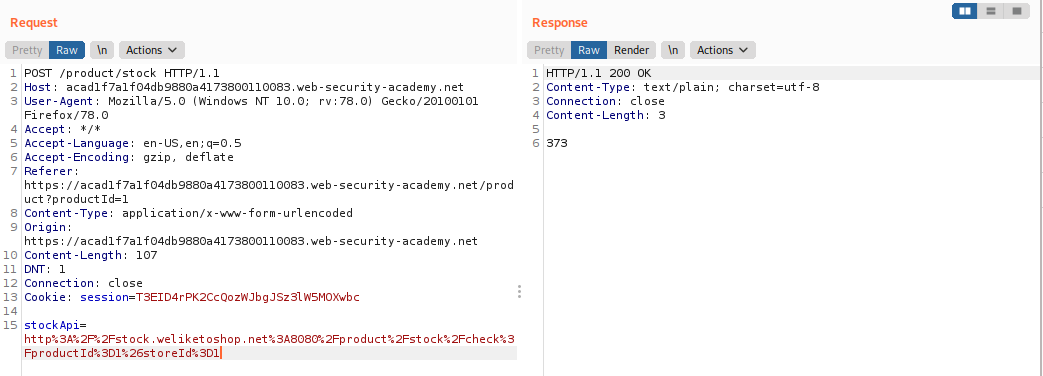 Request
Pretty Raw \n Actions
1 POST /product/stock HTTP/1.1
2 Host: acad1f7a1f04db9880a4173800110083.web-security-academy.net
3 User-Agent: Mozilla/5.0 (Windows NT 10.0; rv:78.0) Gecko/20100101
Firefox/78.0
4 Accept: */*
5 Accept-Language: en-US,en;q=0.5
6 Accept-Encoding: gzip, deflate
7 Referer:
https://acad1f7a1f04db9880a4173800110083.web-security-academy.net/prod
uct?productId=1
8 Content-Type: application/x-www-form-urlencoded
9 Origin:
https://acad1f7a1f04db9880a4173800110083.web-security-academy.net
10 Content-Length: 107
11 DNT: 1
12 Connection: close
13 Cookie: session=T3EID4rPK2CcQozWJbgJSz3lW5MOXwbc
14
15 stockApi=
http%3A%2F%2Fstock.weliketoshop.net%3A8080%2Fproduct%2Fstock%2Fcheck%3
FproductId%3D1%26storeId%3D1
Response
Pretty Raw Render \n Actions
1 HTTP/1.1 200 OK
2 Content-Type: text/plain; charset=utf-8
3 Connection: close
4 Content-Length: 3
5
6 373